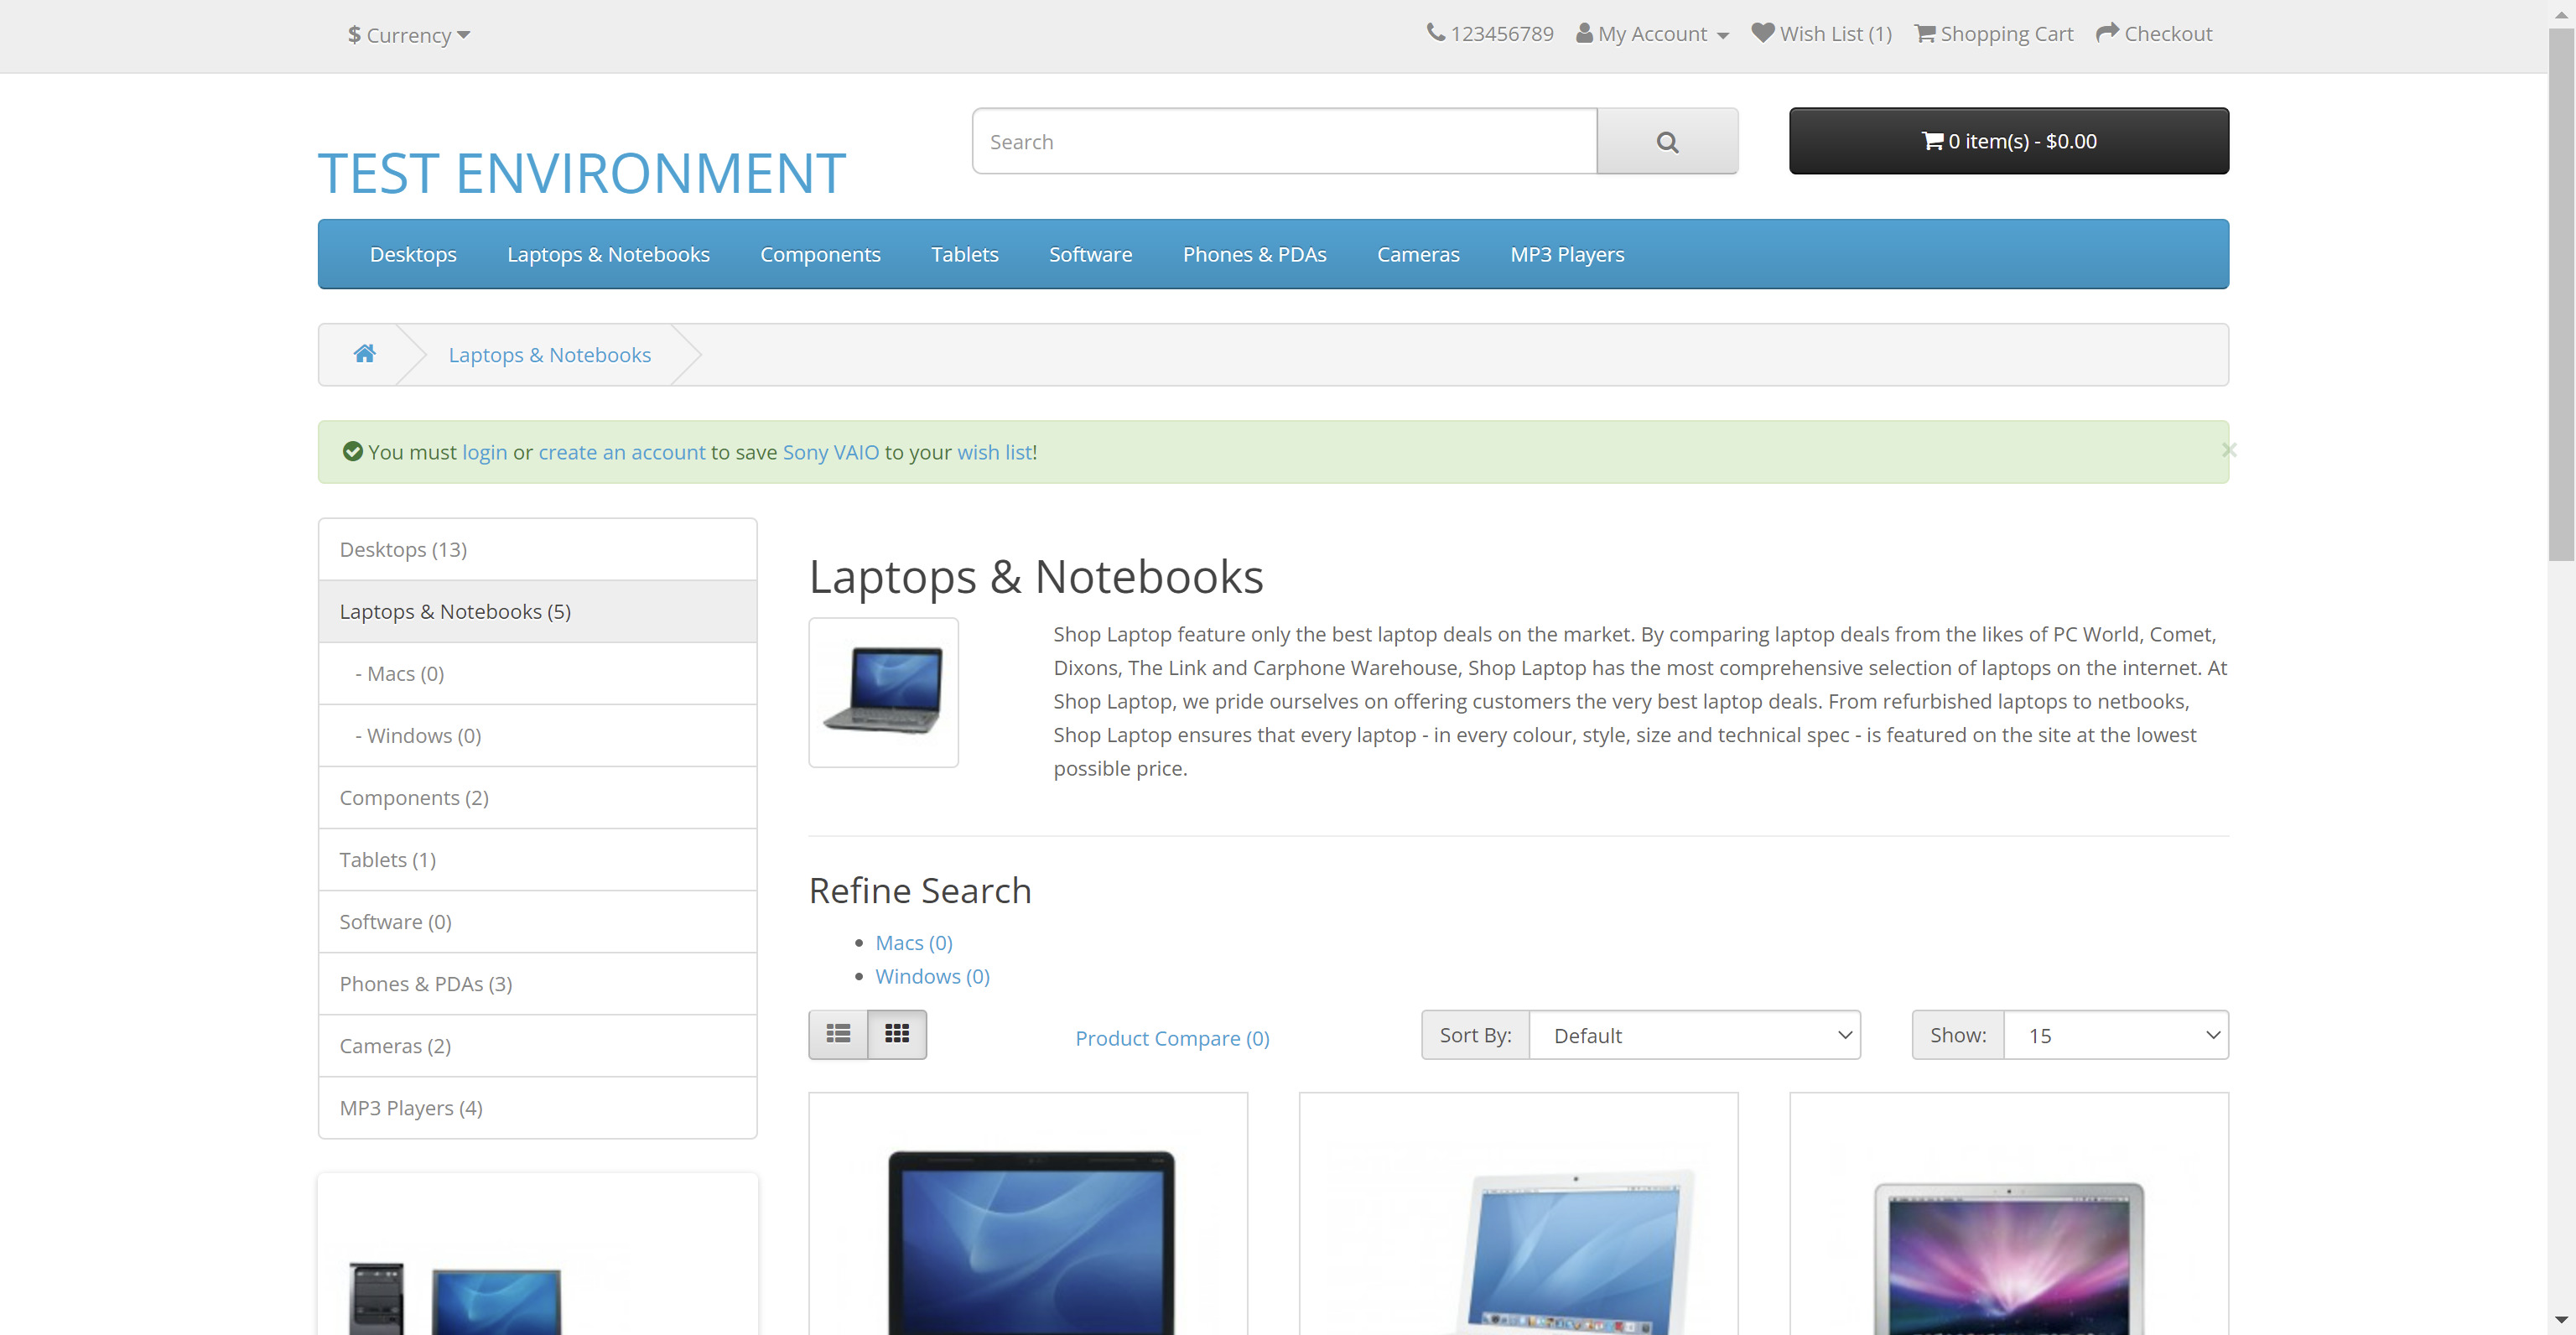 $ Currency
123456789 My Account Wish List (1) Shopping Cart Checkout
TEST ENVIRONMENT
Search
0 item(s) - $0.00
Desktops Laptops & Notebooks Components Tablets Software Phones & PDAs Cameras MP3 Players
Laptops & Notebooks
You must login or create an account to save Sony VAIO to your wish list!
×
Desktops (13)
Laptops & Notebooks (5)
- Macs (0)
- Windows (0)
Components (2)
Tablets (1)
Software (0)
Phones & PDAs (3)
Cameras (2)
MP3 Players (4)
Laptops & Notebooks
Shop Laptop feature only the best laptop deals on the market. By comparing laptop deals from the likes of PC World, Comet,
Dixons, The Link and Carphone Warehouse, Shop Laptop has the most comprehensive selection of laptops on the internet. At
Shop Laptop, we pride ourselves on offering customers the very best laptop deals. From refurbished laptops to netbooks,
Shop Laptop ensures that every laptop - in every colour, style, size and technical spec - is featured on the site at the lowest
possible price.
Refine Search
Macs (0)
Windows (0)
Product Compare (0)
Sort By: Default
Show: 15